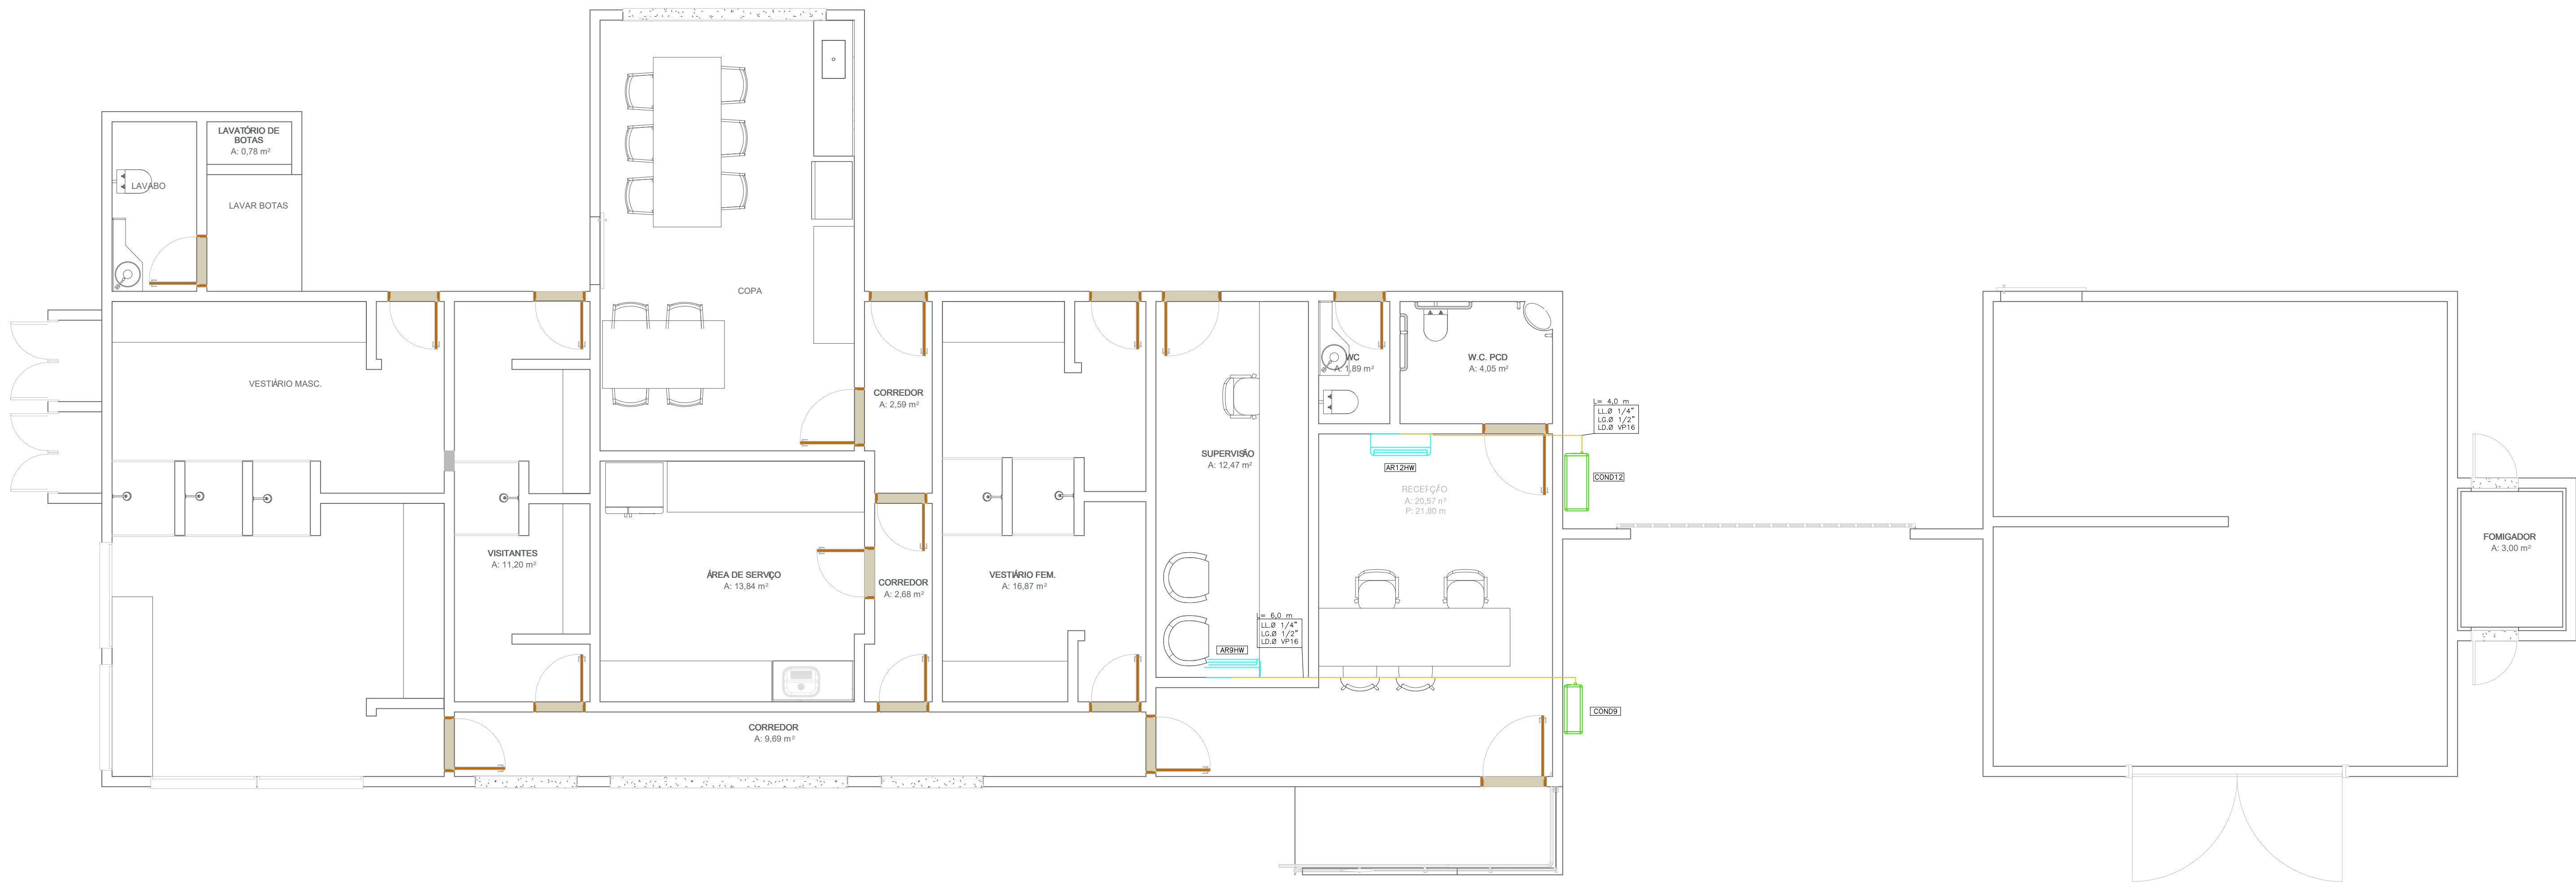 LAVATÓRIO DE
BOTAS
A: 0,78 m²
LAVABO
LAVAR BOTAS
COPA
VESTIÁRIO MASC.
CORREDOR
A: 2,59 m²
WC
A: 1,89 m²
W.C. PCD
A: 4,05 m²
L= 4,0 m
LL.Ø 1/4"
LG.Ø 1/2"
LD.Ø VP16
SUPERVISÃO
A: 12,47 m²
AR12HW
COND12
RECEFÇÃO
A: 20,57 n²
P: 21,80 m
VISITANTES
A: 11,20 m²
ÁREA DE SERVIÇO
A: 13,84 m²
CORREDOR
A: 2,68 m²
VESTIÁRIO FEM.
A: 16,87 m²
FOMIGADOR
A: 3,00 m²
L= 6,0 m
LL.Ø 1/4"
LG.Ø 1/2"
LD.Ø VP16
AR9HW
COND9
CORREDOR
A: 9,69 m²